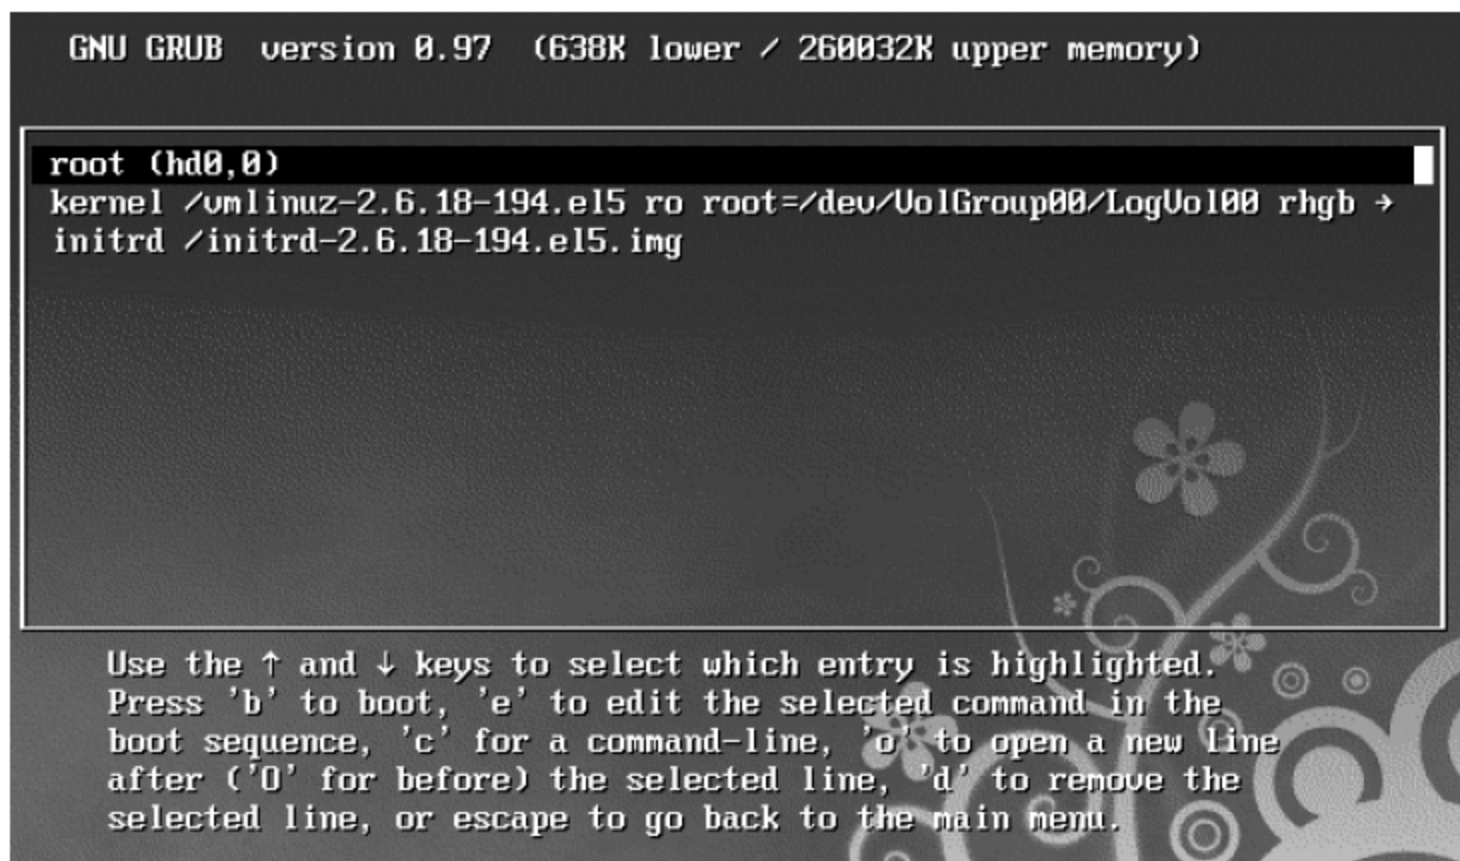 GNU GRUB version 0.97 (638K lower / 260032K upper memory)
root (hd0,0)
kernel /vmlinuz-2.6.18-194.el5 ro root=/dev/VolGroup00/LogVol00 rhgb →
initrd /initrd-2.6.18-194.el5.img
Use the ↑ and ↓ keys to select which entry is highlighted.
Press 'b' to boot, 'e' to edit the selected command in the
boot sequence, 'c' for a command-line, 'o' to open a new line
after ('O' for before) the selected line, 'd' to remove the
selected line, or escape to go back to the main menu.